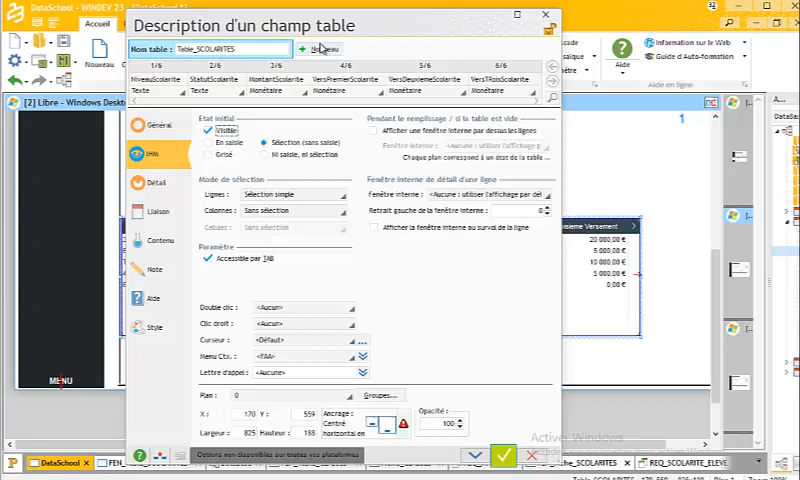 DataSchool - WINDEV 23
Description d'un champ table
Accueil
Nom table : Table_SCOLARITES
Nouveau
Information sur le Web
Guide d'Auto-formation
Nouveau
Aide
1/6 2/6 3/6 4/6 5/6 6/6
NiveauScolarite StatutScolarite MontantScolarite VersPremierScolarite VersDeuxiemeScolarite VersTRoisScolarite
Texte Texte Monétaire Monétaire Monétaire Monétaire
[2] Libre - Windows Deskto
1
Général
IHM
Détail
Liaison
Contenu
Note
Aide
Style
Etat initial
Visible
En saisie
Sélection (sans saisie)
Grisé
Ni saisie, ni sélection
Mode de sélection
Lignes : Sélection simple
Colonnes : Sans sélection
Cellules : Sans sélection
Paramètre
Accessible par TAB
Double clic : <Aucun>
Clic droit : <Aucun>
Curseur : <Défaut>
Menu Ctx. : <FAA>
Lettre d'appel : <Aucune>
Pendant le remplissage / si la table est vide
Afficher une fenêtre interne par dessus les lignes
Fenêtre interne : <Aucune : utiliser l'affichage
Chaque plan correspond à un état de la table ...
Fenêtre interne de détail d'une ligne
Fenêtre interne : <Aucune : utiliser l'affichage par dé
Retrait gauche de la fenêtre interne : 0
Afficher la fenêtre interne au survol de la ligne
Plan : 0
Groupes...
X : 170 Y : 559
Largeur : 825 Hauteur : 188
Ancrage :
Centré
horizontal en
Opacité :
100
Versement
20 000,00 €
5 000,00 €
10 000,00 €
5 000,00 €
0,00 €
MENU
Activer Windows
Options non disponibles sur toutes vos plateformes
DataSchool
REQ_SCOLARITE_ELEVE